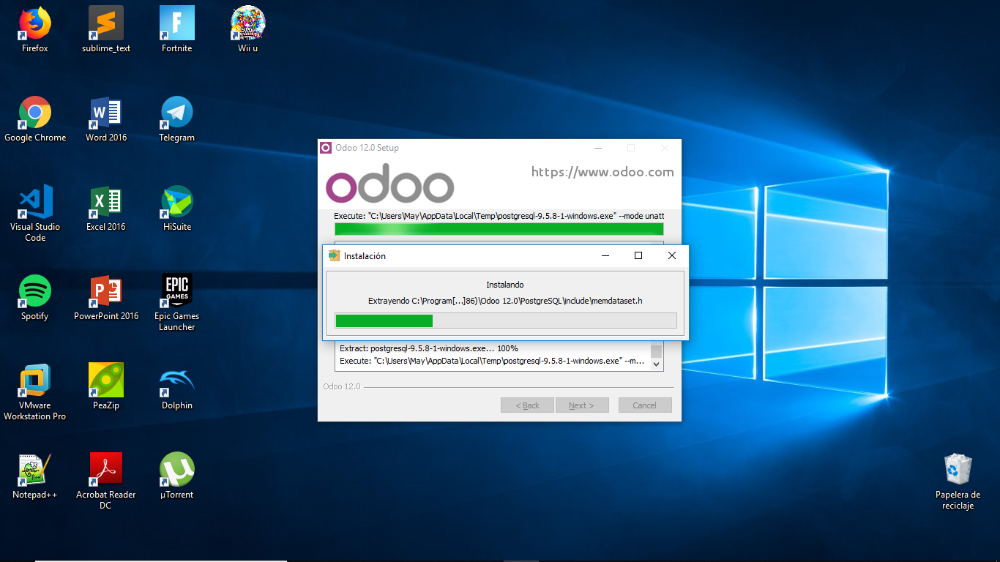 Firefox
sublime_text
Fortnite
Wii u
Google Chrome
Word 2016
Telegram
Visual Studio
Code
Excel 2016
HiSuite
Spotify
PowerPoint 2016
EPIC
GAMES
Epic Games
Launcher
VMware
Workstation Pro
PeaZip
Dolphin
Notepad++
Acrobat Reader
DC
µTorrent
Odoo 12.0 Setup
odoo
https://www.odoo.com
Execute: "C:\Users\May\AppData\Local\Temp\postgresql-9.5.8-1-windows.exe" --mode unatt
Instalación
Instalando
Extrayendo C:\Program[...]86)\Odoo 12.0\PostgreSQL\include\memdataset.h
Extract: postgresql-9.5.8-1-windows.exe... 100%
Execute: "C:\Users\May\AppData\Local\Temp\postgresql-9.5.8-1-windows.exe" --m...
Odoo 12.0
< Back
Next >
Cancel
Papelera de
reciclaje